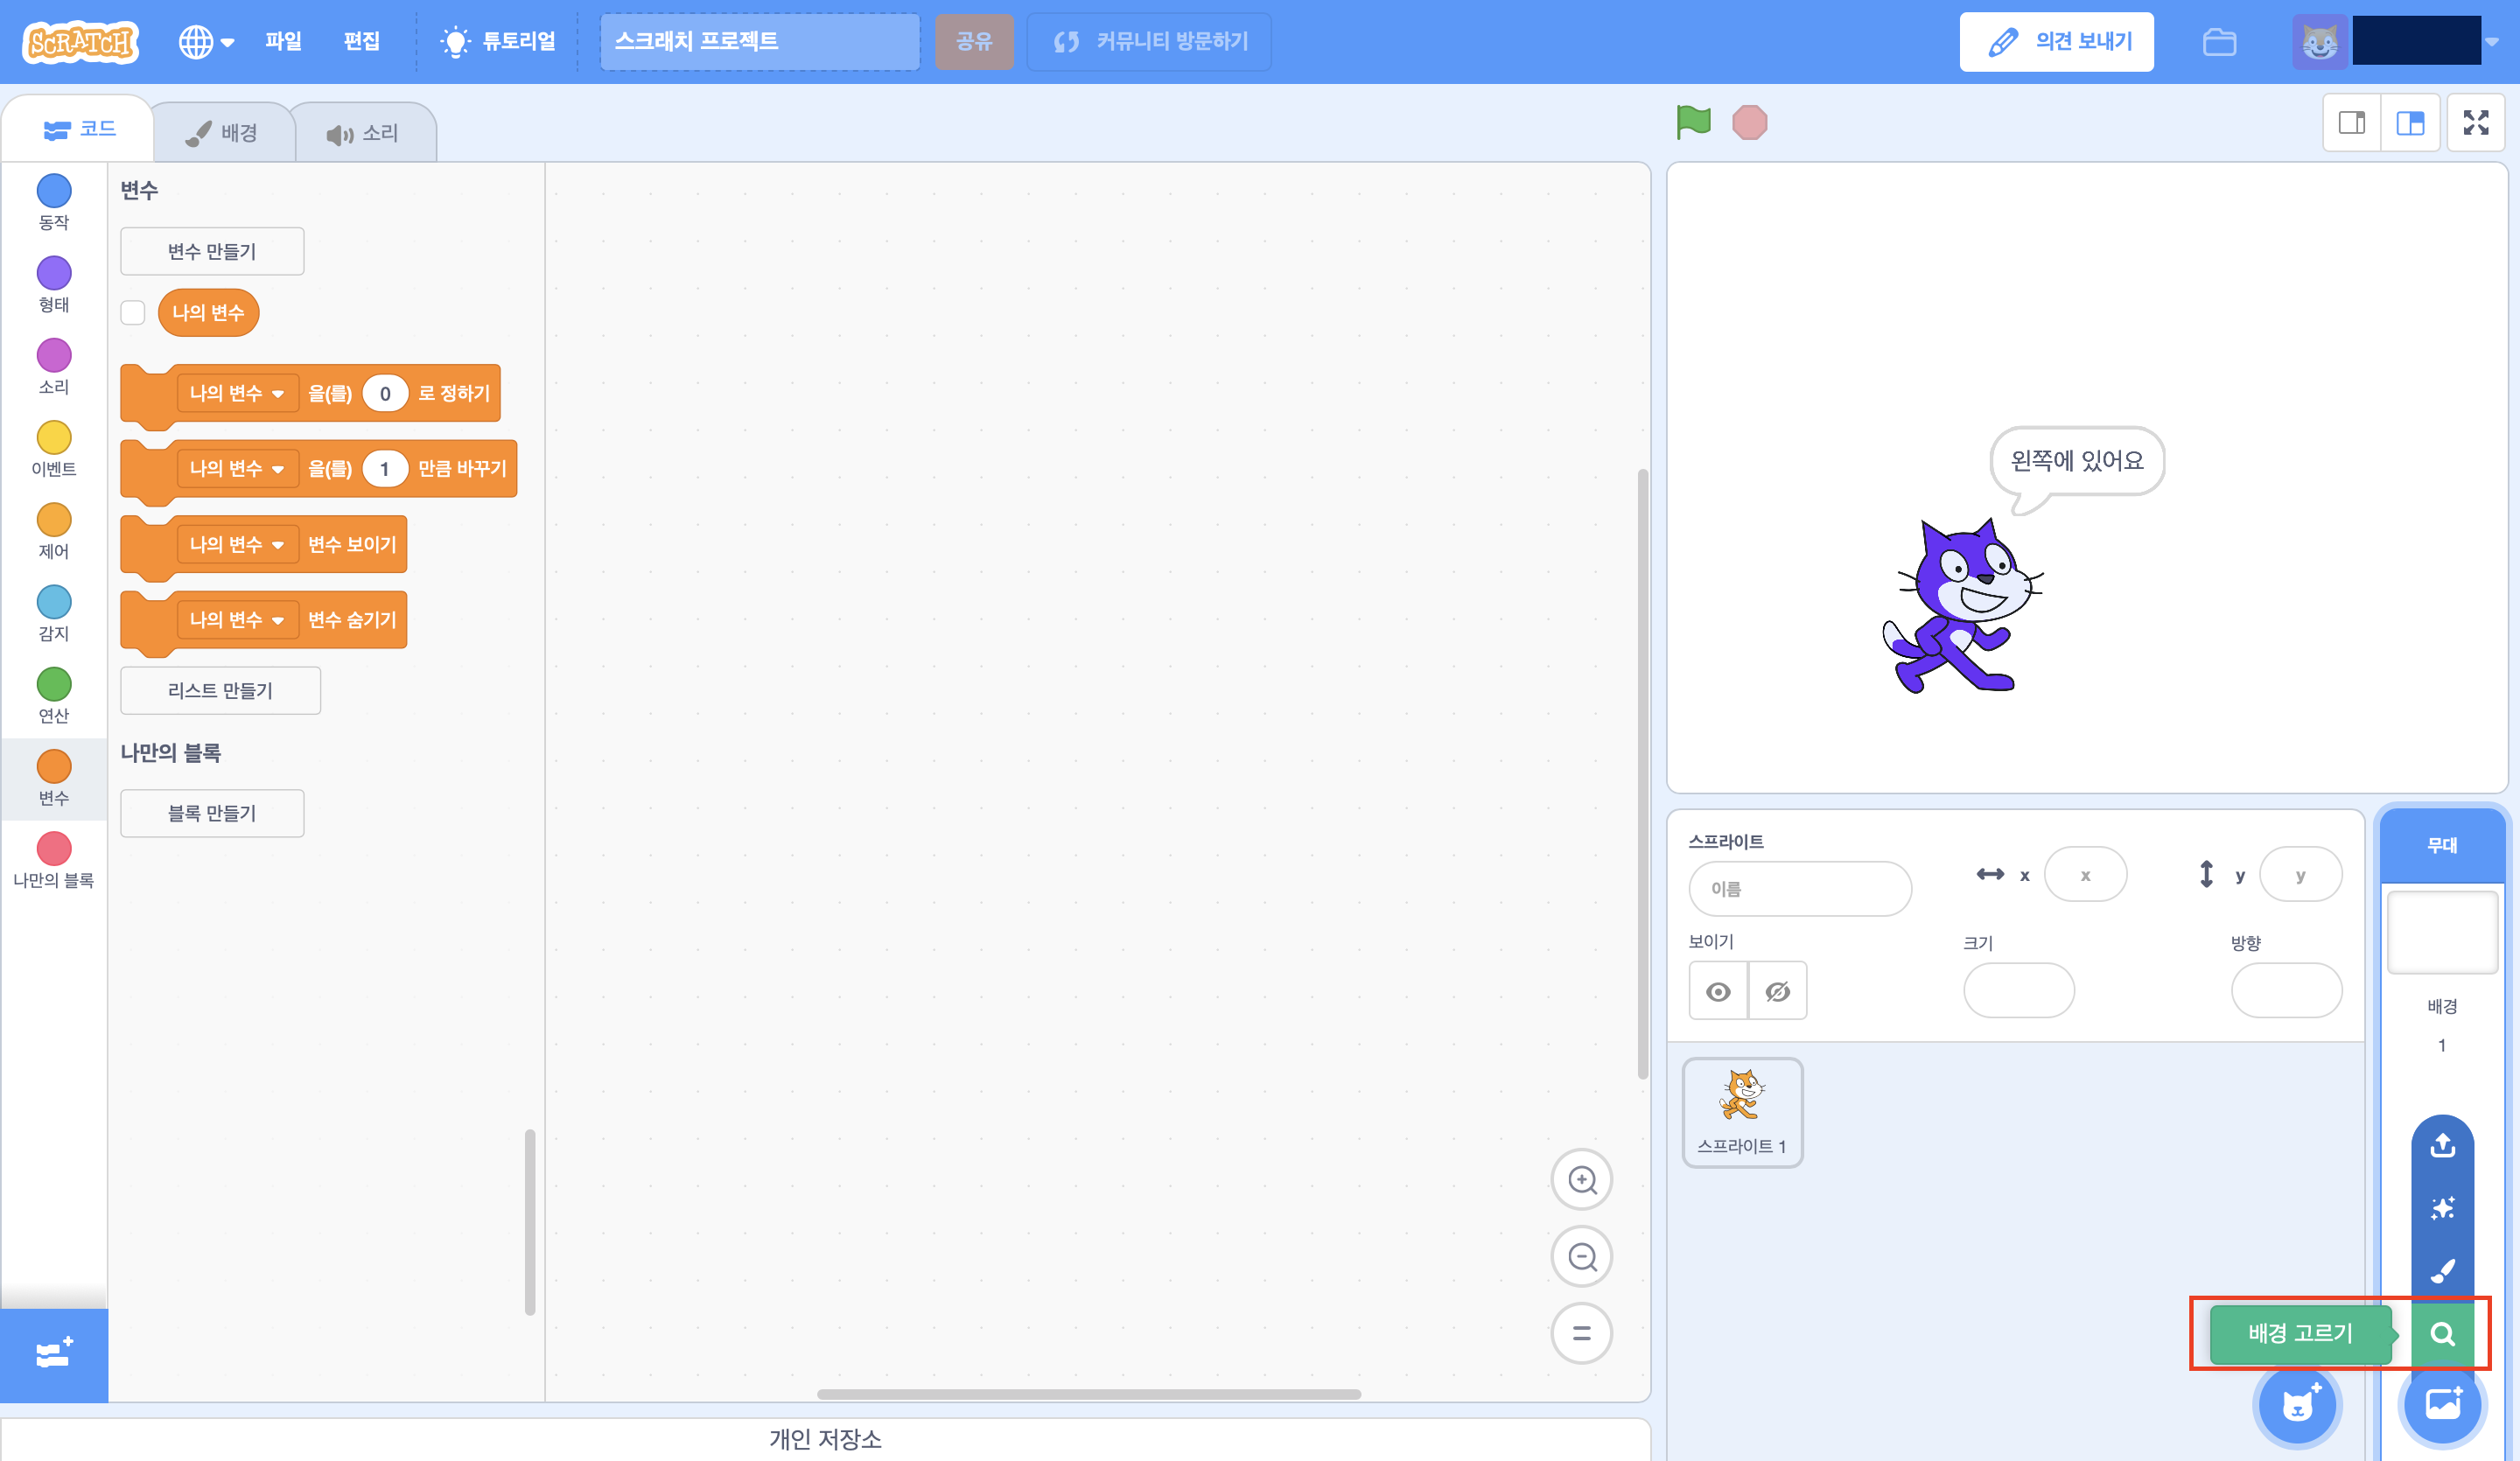 SCRATCH
파일
편집
튜토리얼
스크래치 프로젝트
공유
커뮤니티 방문하기
의견 보내기
코드
배경
소리
동작
형태
소리
이벤트
제어
감지
연산
변수
나만의 블록
변수
변수 만들기
나의 변수
나의 변수 을(를) 0 로 정하기
나의 변수 을(를) 1 만큼 바꾸기
나의 변수 변수 보이기
나의 변수 변수 숨기기
리스트 만들기
나만의 블록
블록 만들기
개인 저장소
왼쪽에 있어요
스프라이트
이름
x
x
y
y
보이기
크기
방향
스프라이트 1
무대
배경
1
배경 고르기